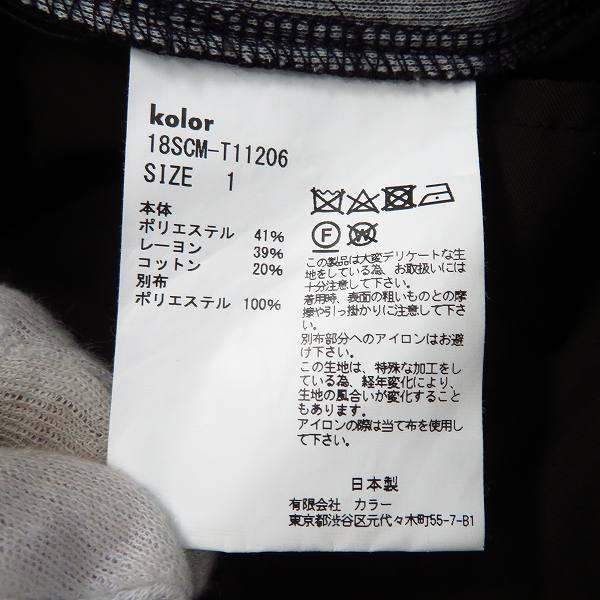 kolor
18SCM-T11206
SIZE 1
本体
ポリエステル 41%
レーヨン 39%
コットン 20%
別布
ポリエステル 100%
F
W
この製品は大変デリケートな生
地をしている為、お取扱いには
十分注意して下さい。
着用時、表面の粗いものとの摩
擦や引っ掛かりに注意して下さ
い。
別布部分へのアイロンはお避
け下さい。
この生地は、特殊な加工をし
ている為、経年変化により、
生地の風合いが変化すること
もあります。
アイロンの際は当て布を使用し
て下さい。
日本製
有限会社 カラー
東京都渋谷区元代々木町55-7-B1